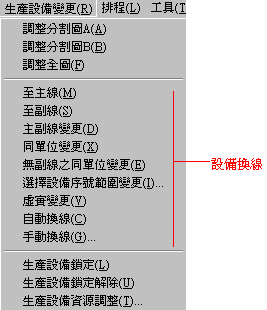 生產設備變更(R) 排程(L) 工具(T
調整分割圖A(A)
調整分割圖B(B)
調整全圖(F)
至主線(M)
至副線(S)
主副線變更(D)
同單位變更(X)
無副線之同單位變更(E)
選擇設備序號範圍變更(I)...
虛實變更(V)
自動換線(C)
手動換線(G)...
設備換線
生產設備鎖定(L)
生產設備鎖定解除(U)
生產設備資源調整(T)...